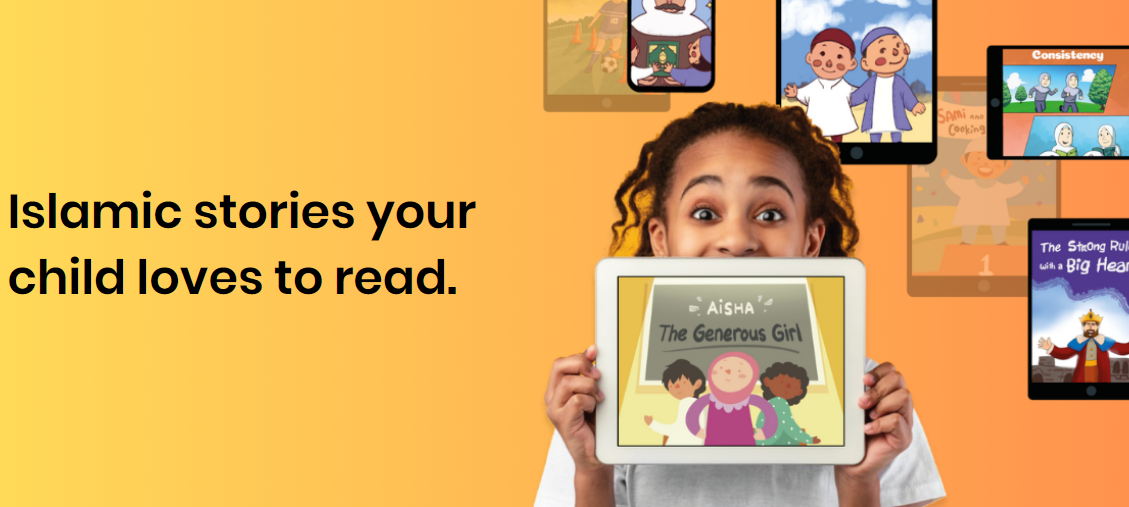 Islamic stories your
child loves to read.
AiSHA
The Generous Girl
Consistency
SAmi and
Cooking
1
The Strong Rul
with a Big Hear